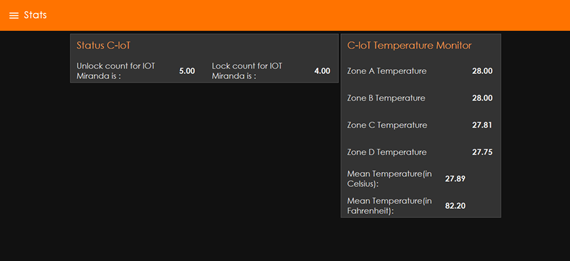 Stats
Status C-IoT
Unlock count for IOT
Miranda is :
5.00
Lock count for IOT
Miranda is :
4.00
C-IoT Temperature Monitor
Zone A Temperature 28.00
Zone B Temperature 28.00
Zone C Temperature 27.81
Zone D Temperature 27.75
Mean Temperature(in
Celsius):
27.89
Mean Temperature(in
Fahrenheit):
82.20